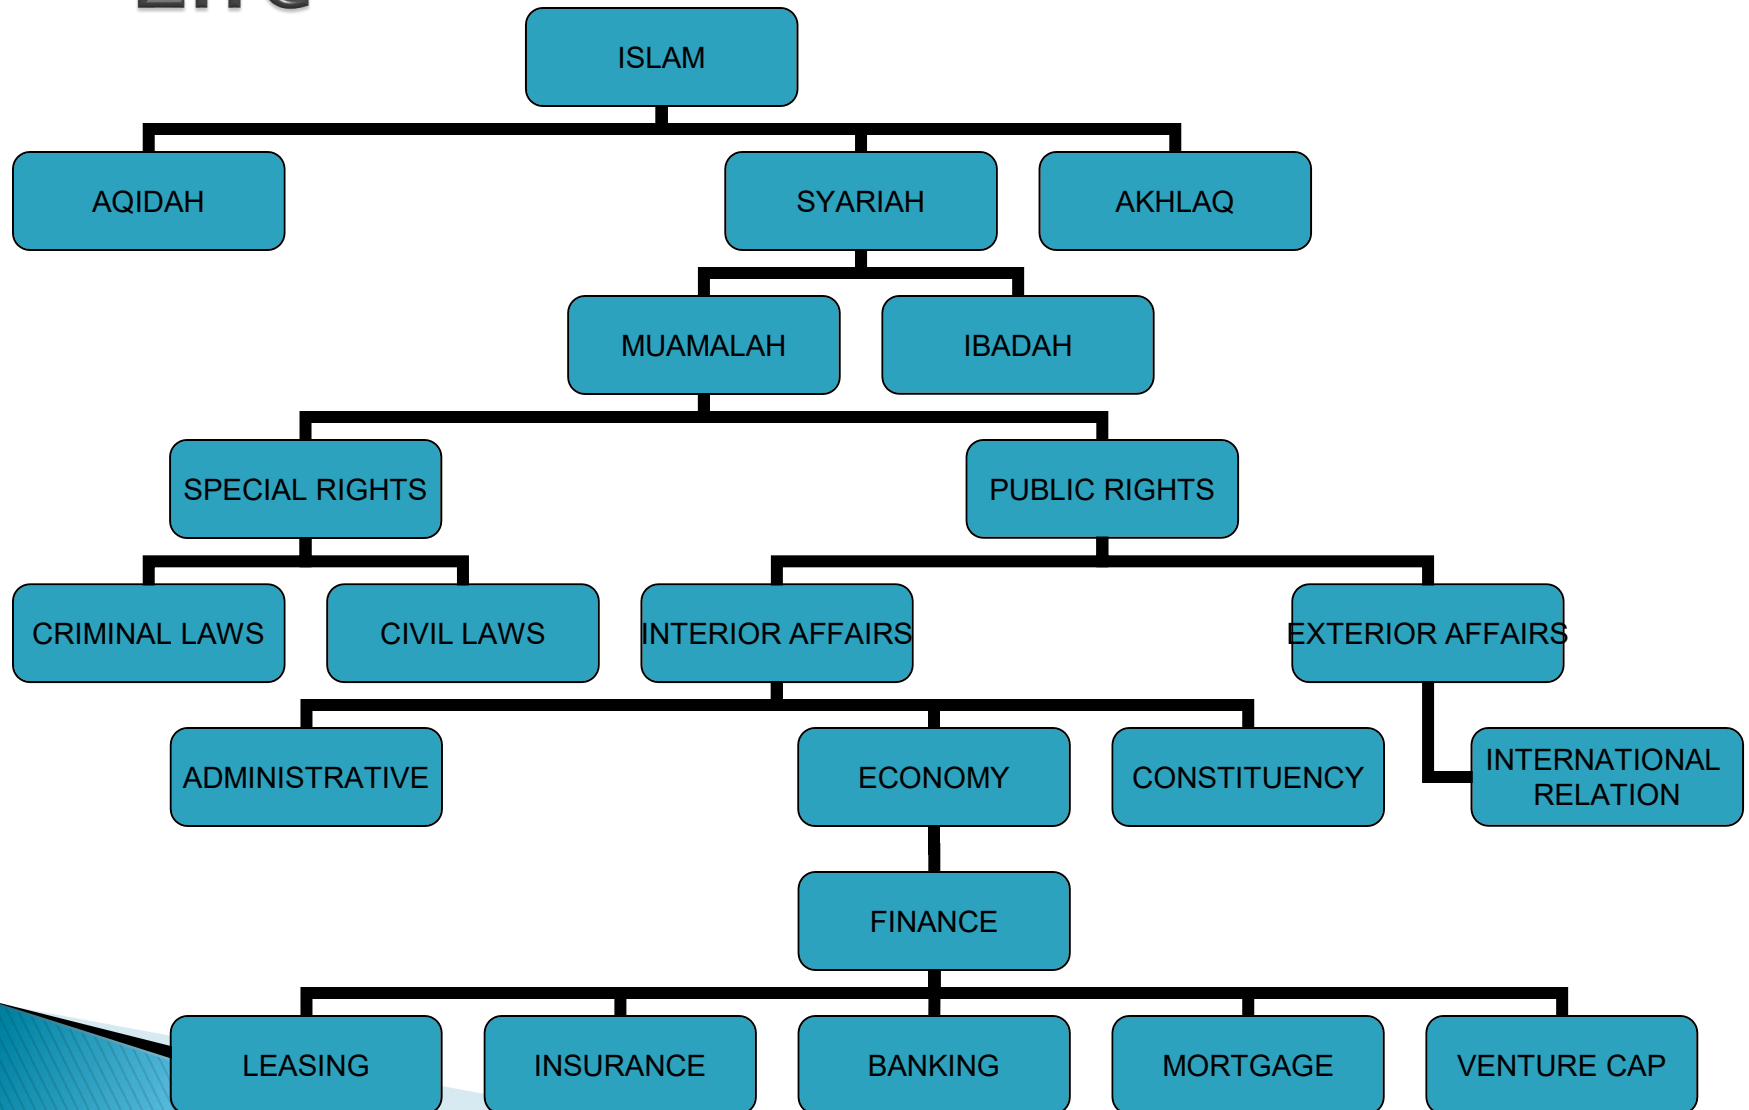 ISLAM
AQIDAH
SYARIAH
AKHLAQ
MUAMALAH
IBADAH
SPECIAL RIGHTS
PUBLIC RIGHTS
CRIMINAL LAWS
CIVIL LAWS
INTERIOR AFFAIRS
EXTERIOR AFFAIRS
ADMINISTRATIVE
ECONOMY
CONSTITUENCY
INTERNATIONAL
RELATION
FINANCE
LEASING
INSURANCE
BANKING
MORTGAGE
VENTURE CAP